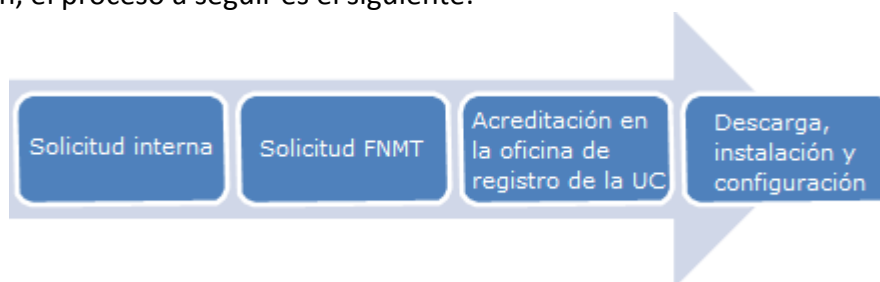 el proceso a seguir es el siguiente:
Solicitud interna
Solicitud FNMT
Acreditación en
la oficina de
registro de la UC
Descarga,
instalación y
configuración